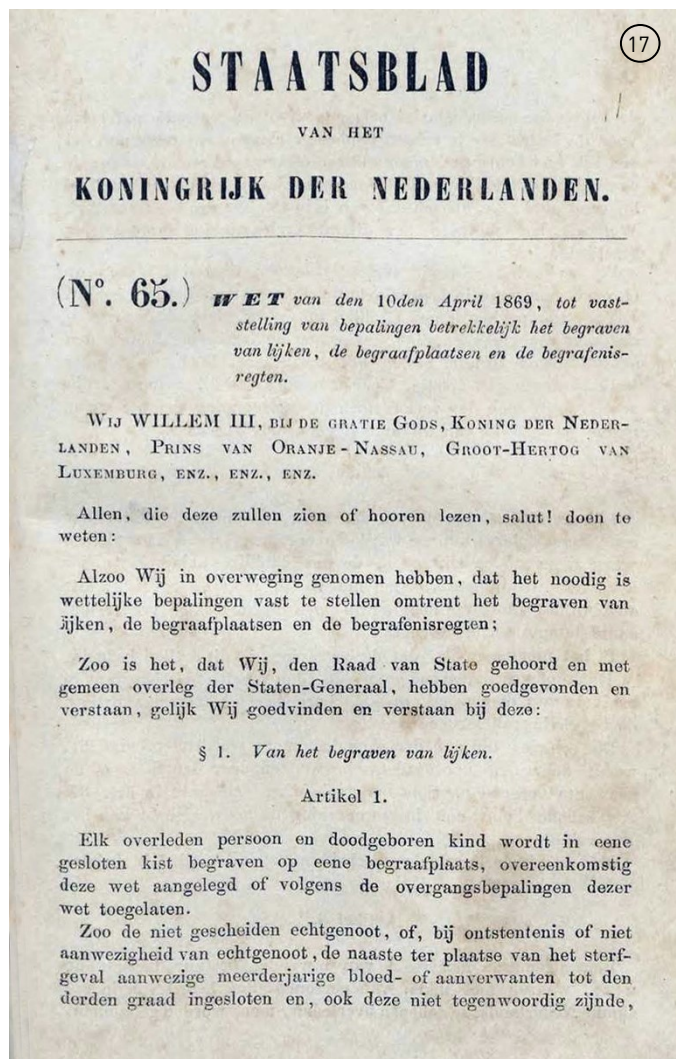 17
STAATSBLAD
VAN HET
KONINGRIJK DER NEDERLANDEN.
(N°. 65.) WET van den 10den April 1869, tot vast-
stelling van bepalingen betrekkelijk het begraven
van lijken, de begraafplaatsen en de begrafenis-
regten.
WIJ WILLEM III, BIJ DE GRATIE GODS, KONING DER NEDER-
LANDEN, PRINS VAN ORANJE-NASSAU, GROOT-HERTOG VAN
LUXEMBURG, ENZ., ENZ., ENZ.
Allen, die deze zullen zien of hooren lezen, salut! doen te
weten:
Alzoo Wij in overweging genomen hebben, dat het noodig is
wettelijke bepalingen vast te stellen omtrent het begraven van
lijken, de begraafplaatsen en de begrafenisregten;
Zoo is het, dat Wij, den Raad van State gehoord en met
gemeen overleg der Staten-Generaal, hebben goedgevonden en
verstaan, gelijk Wij goedvinden en verstaan bij deze:
§ 1. Van het begraven van lijken.
Artikel 1.
Elk overleden persoon en doodgeboren kind wordt in eene
gesloten kist begraven op eene begraafplaats, overeenkomstig
deze wet aangelegd of volgens de overgangsbepalingen dezer
wet toegelaten.
Zoo de niet gescheiden echtgenoot, of, bij ontstentenis of niet
aanwezigheid van echtgenoot, de naaste ter plaatse van het sterf-
geval aanwezige meerderjarige bloed- of aanverwanten tot den
derden graad ingesloten en, ook deze niet tegenwoordig zijnde,